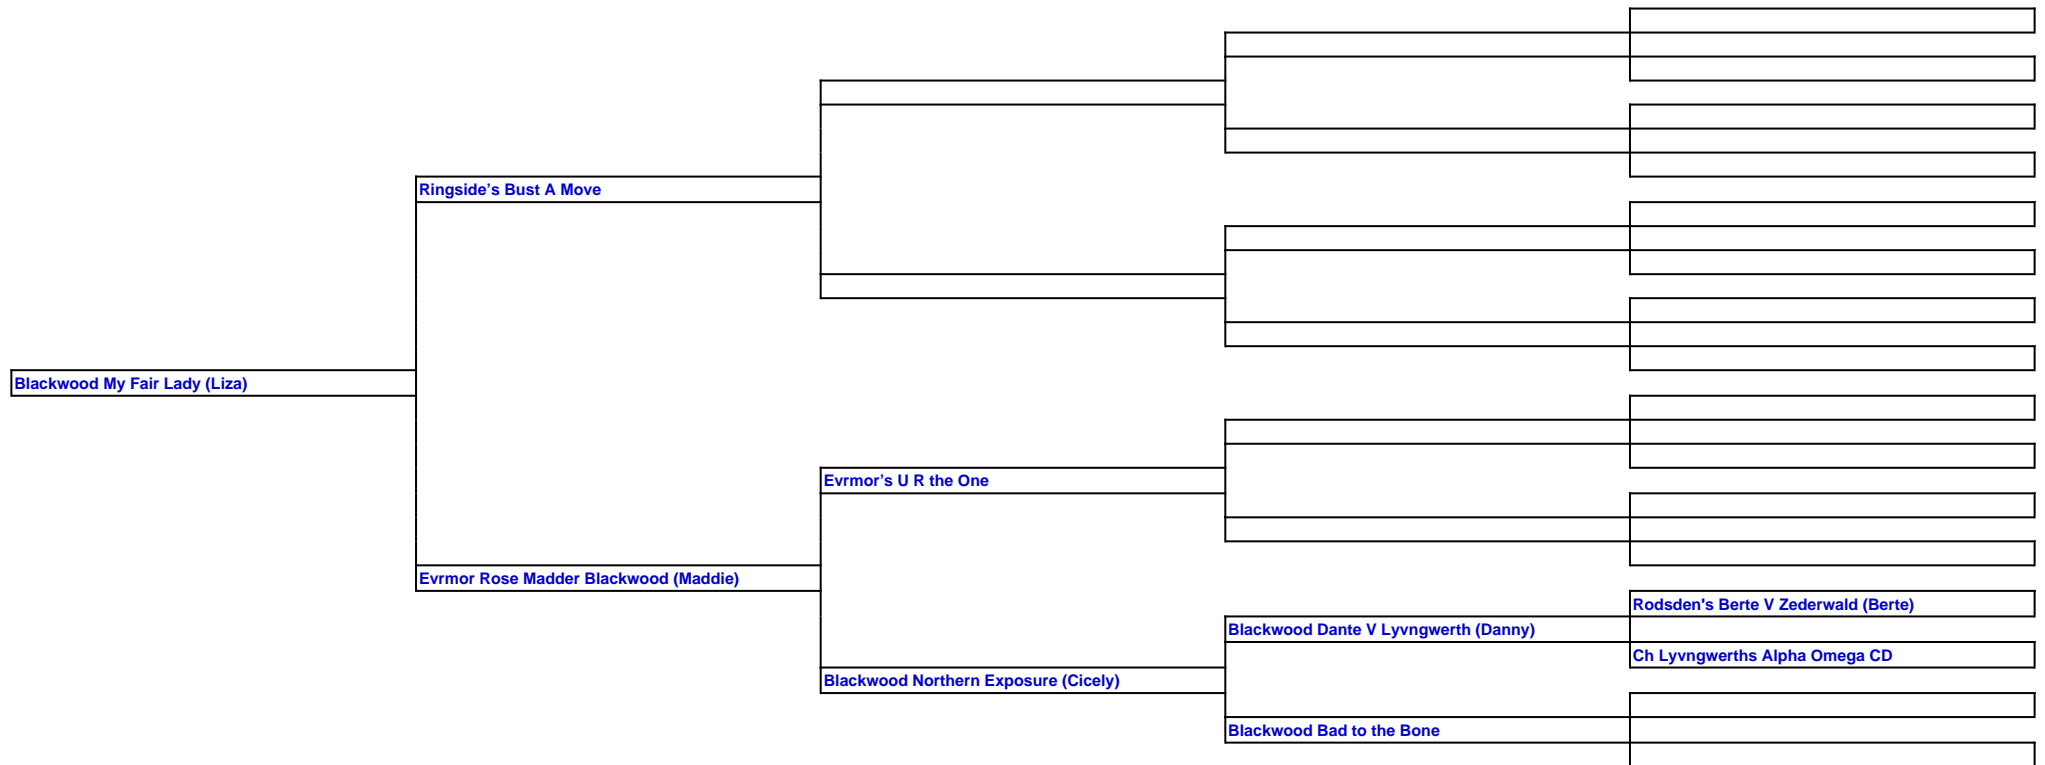 Ringside’s Bust A Move
Blackwood My Fair Lady (Liza)
Evrmor’s U R the One
Evrmor Rose Madder Blackwood (Maddie)
Rodsden's Berte V Zederwald (Berte)
Blackwood Dante V Lyvngwerth (Danny)
Ch Lyvngwerths Alpha Omega CD
Blackwood Northern Exposure (Cicely)
Blackwood Bad to the Bone